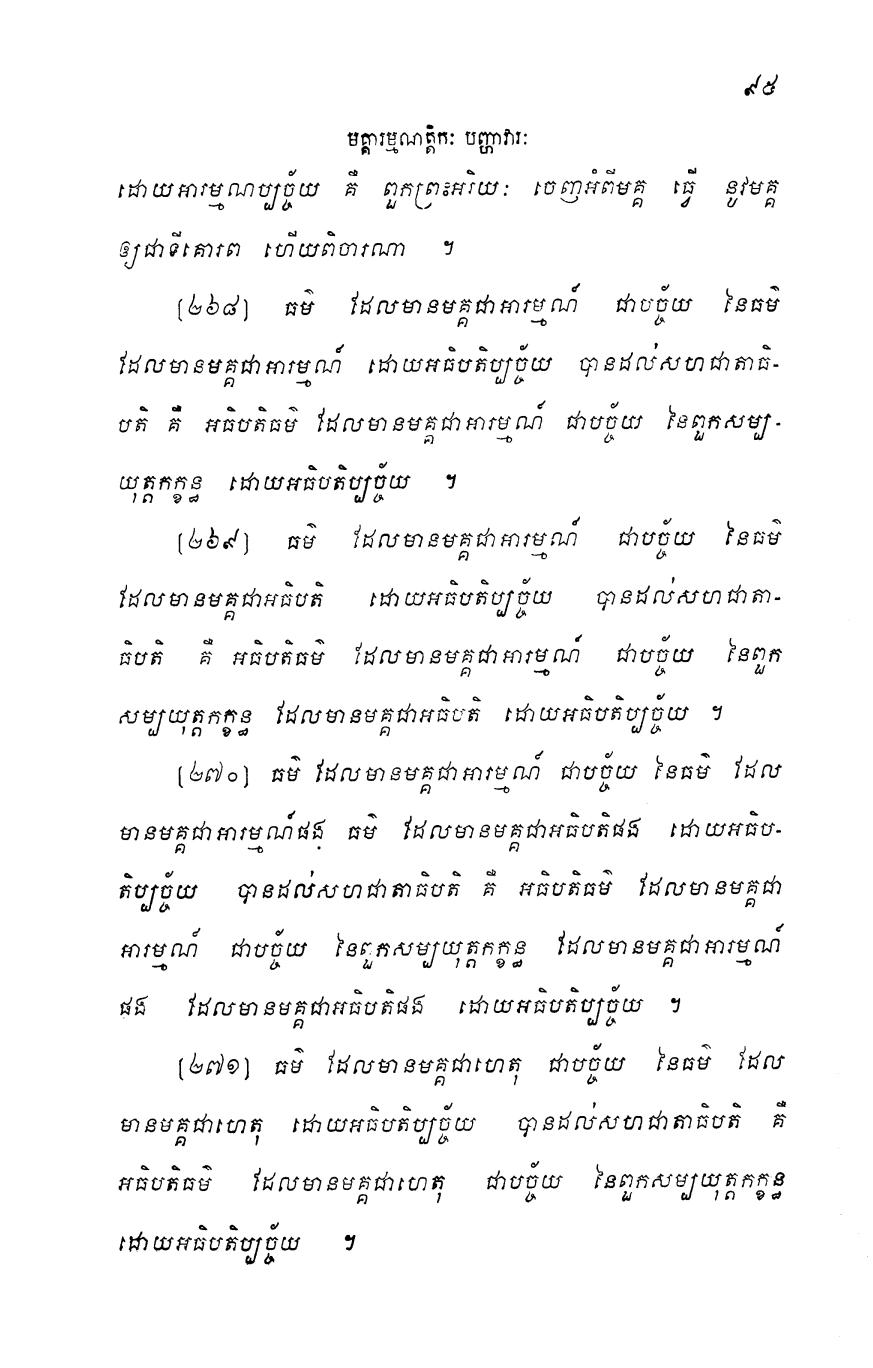 ៩៥
មគ្គារម្មណត្តិកៈ បញ្ហាវារៈ
ដោយអារម្មណប្បច្ច័យ គឺ ពួកព្រះអរិយៈ ចេញអំពីមគ្គ ធ្វើ នូវមគ្គ
ឲ្យជាទីគោរព ហើយពិចារណា ។
[២៦៨] ធម៌ ដែលមានមគ្គជាអារម្មណ៍ ជាបច្ច័យ នៃធម៌
ដែលមានមគ្គជាអារម្មណ៍ ដោយអធិបតិប្បច្ច័យ បានដល់សហជាតាធិ-
បតិ គឺ អធិបតិធម៌ ដែលមានមគ្គជាអារម្មណ៍ ជាបច្ច័យ នៃពួកសម្ប-
យុត្តកក្ខន្ធ ដោយអធិបតិប្បច្ច័យ ។
[២៦៩] ធម៌ ដែលមានមគ្គជាអារម្មណ៍ ជាបច្ច័យ នៃធម៌
ដែលមានមគ្គជាអធិបតិ ដោយអធិបតិប្បច្ច័យ បានដល់សហជាតា-
ធិបតិ គឺ អធិបតិធម៌ ដែលមានមគ្គជាអារម្មណ៍ ជាបច្ច័យ នៃពួក
សម្បយុត្តកក្ខន្ធ ដែលមានមគ្គជាអធិបតិ ដោយអធិបតិប្បច្ច័យ ។
[២៧០] ធម៌ ដែលមានមគ្គជាអារម្មណ៍ ជាបច្ច័យ នៃធម៌ ដែល
មានមគ្គជាអារម្មណ៍ផង ធម៌ ដែលមានមគ្គជាអធិបតិផង ដោយអធិប-
តិប្បច្ច័យ បានដល់សហជាតាធិបតិ គឺ អធិបតិធម៌ ដែលមានមគ្គជា
អារម្មណ៍ ជាបច្ច័យ នៃពួកសម្បយុត្តកក្ខន្ធ ដែលមានមគ្គជាអារម្មណ៍
ផង ដែលមានមគ្គជាអធិបតិផង ដោយអធិបតិប្បច្ច័យ ។
[២៧១] ធម៌ ដែលមានមគ្គជាហេតុ ជាបច្ច័យ នៃធម៌ ដែល
មានមគ្គជាហេតុ ដោយអធិបតិប្បច្ច័យ បានដល់សហជាតាធិបតិ គឺ
អធិបតិធម៌ ដែលមានមគ្គជាហេតុ ជាបច្ច័យ នៃពួកសម្បយុត្តកក្ខន្ធ
ដោយអធិបតិប្បច្ច័យ ។